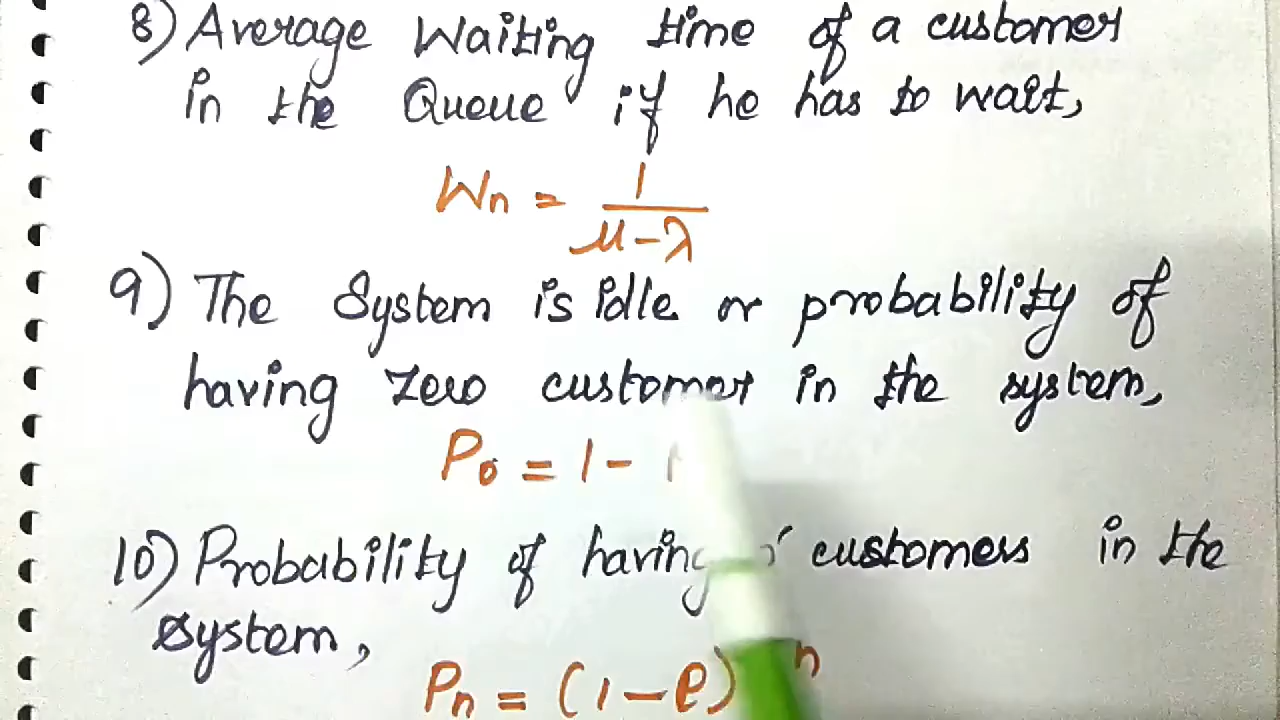 8) Average Waiting time of a customer
in the Queue if he has to wait,
Wn = 1/(μ-λ)
9) The System is idle or probability of
having zero customer in the system,
P0 = 1 -
10) Probability of having customers in the
system,
Pn = (1-ρ) n